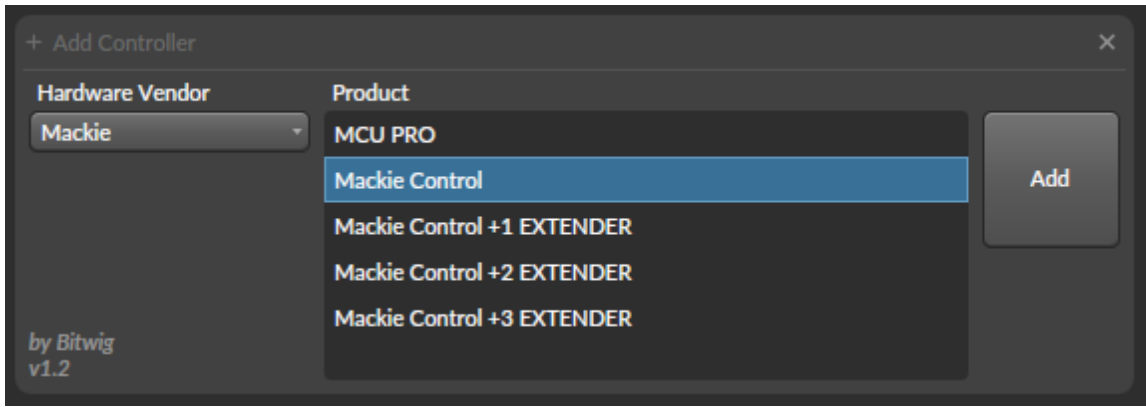 + Add Controller
Hardware Vendor
Mackie
Product
MCU PRO
Mackie Control
Mackie Control +1 EXTENDER
Mackie Control +2 EXTENDER
Mackie Control +3 EXTENDER
Add
by Bitwig
v1.2